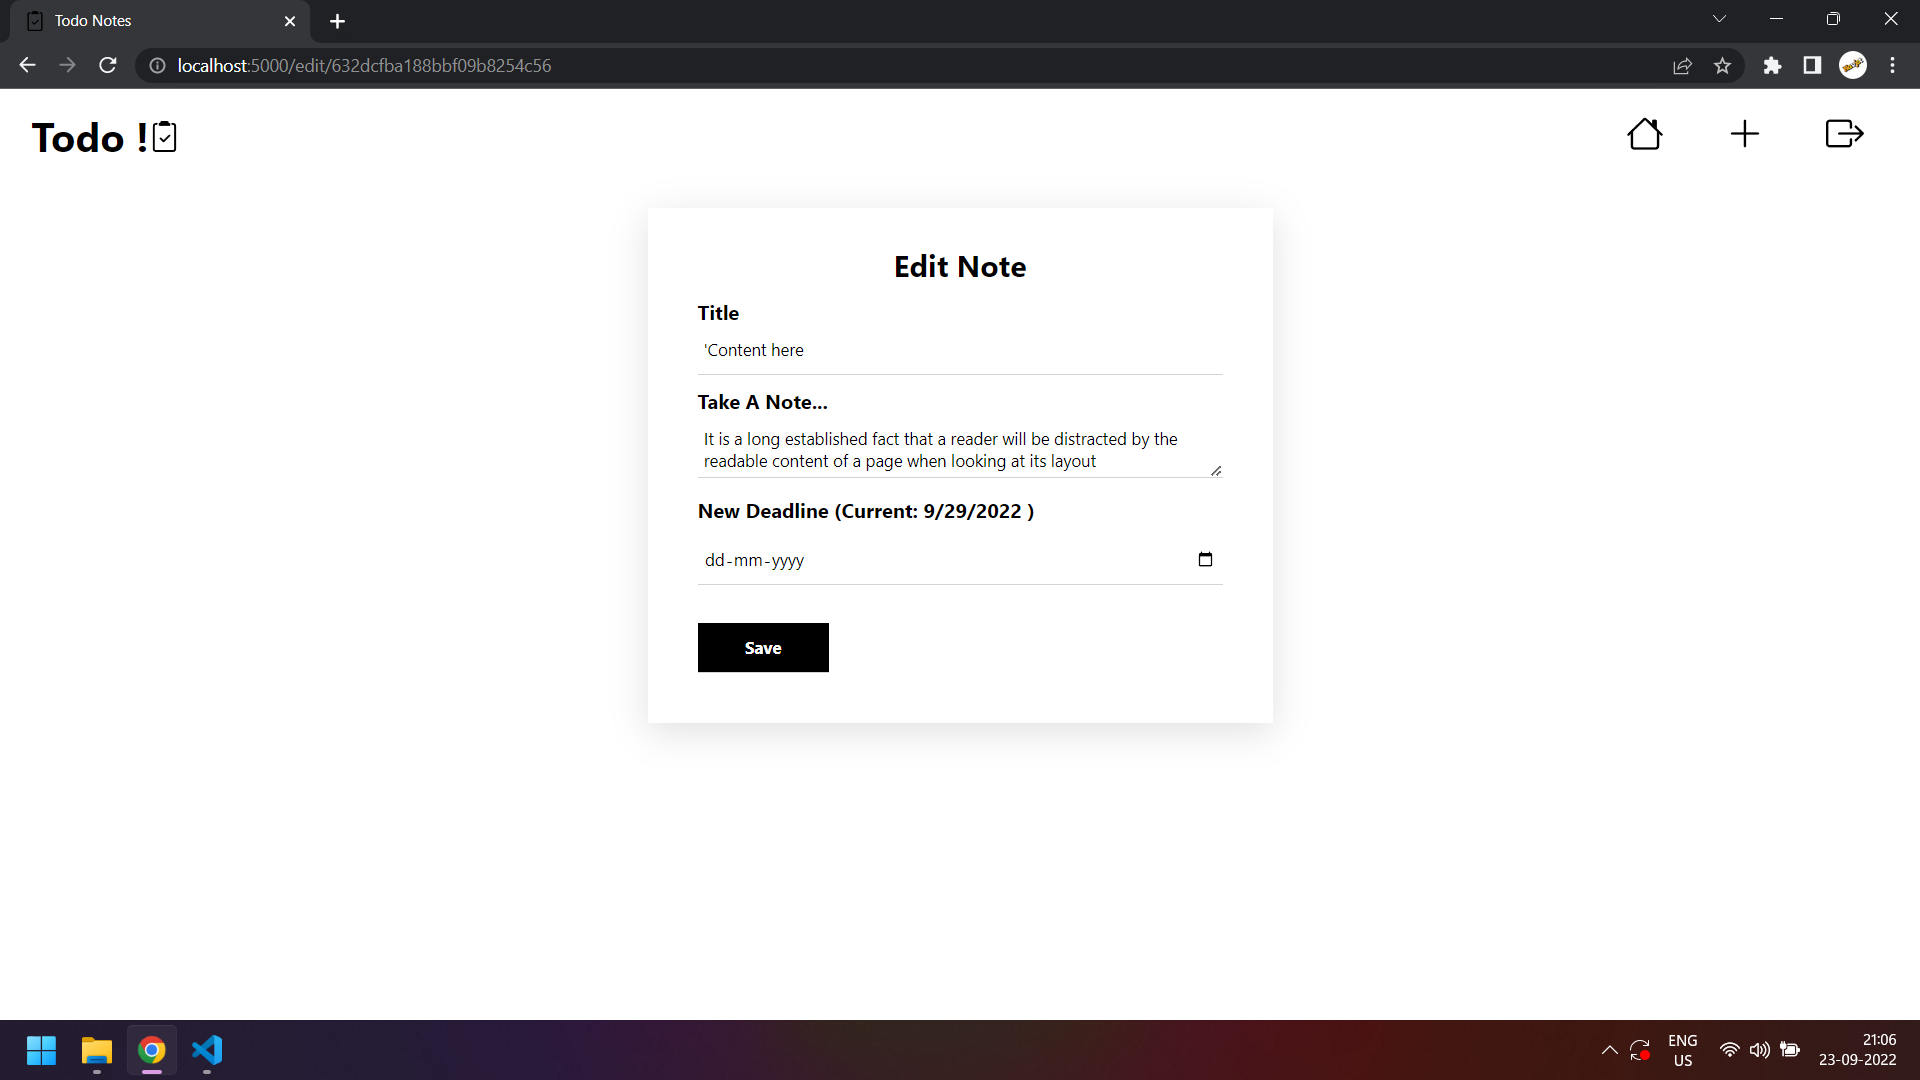 Todo Notes
localhost:5000/edit/632dcfba188bbf09b8254c56
Todo !
Edit Note
Title
'Content here
Take A Note...
It is a long established fact that a reader will be distracted by the
readable content of a page when looking at its layout
New Deadline (Current: 9/29/2022 )
dd-mm-yyyy
Save
ENG
US
21:06
23-09-2022